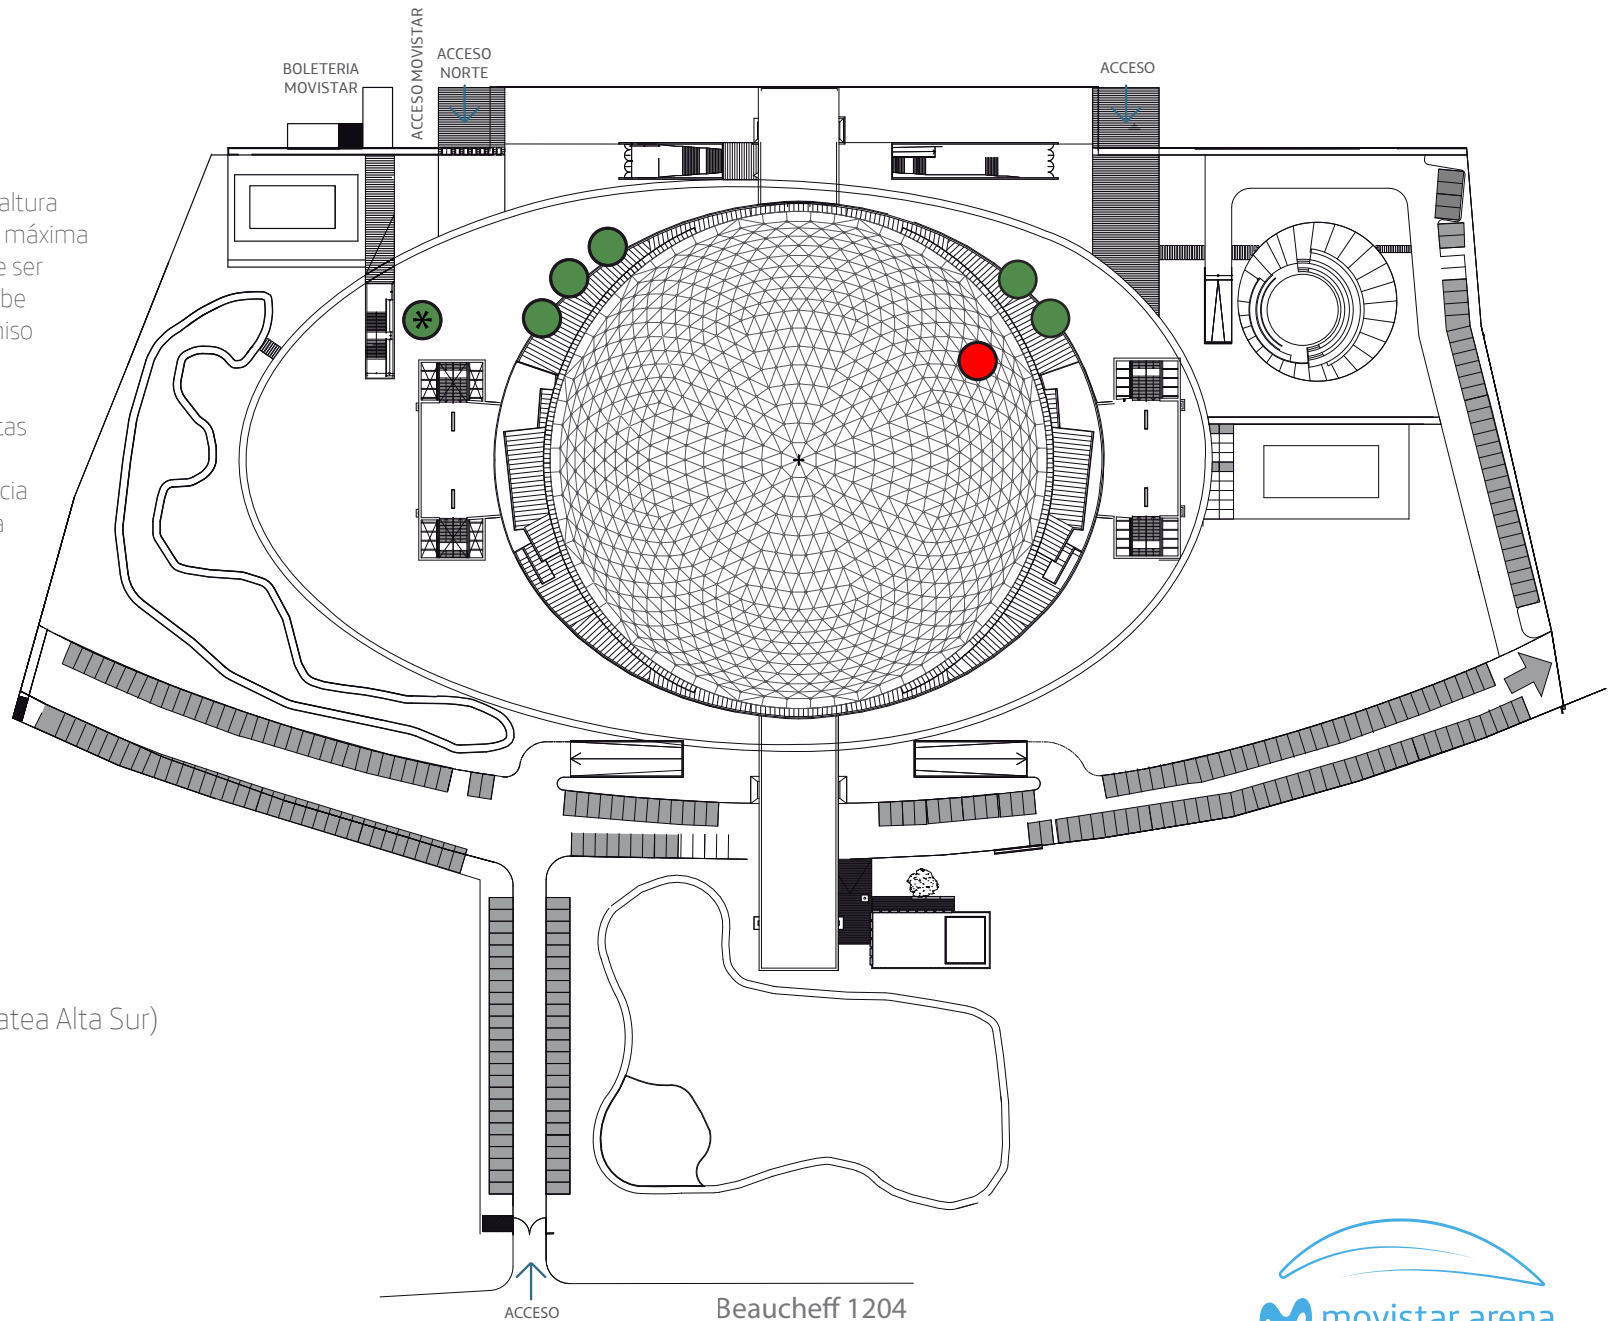 BOLETERIA
MOVISTAR
ACCESO MOVISTAR
ACCESO
NORTE
ACCESO
altura
máxima
e ser
be
niso
tas
cia
a
atea Alta Sur)
ACCESO
Beaucheff 1204
movistar arena